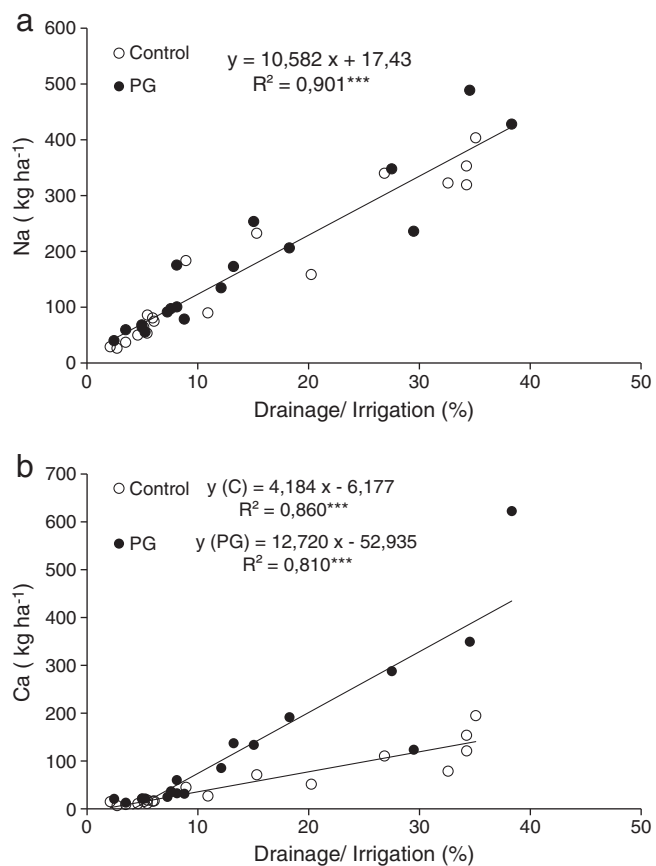 a
Control
PG
y = 10,582 x + 17,43
R² = 0,901***
600
500
400
300
200
100
0
Na ( kg ha⁻¹)
0 10 20 30 40 50
Drainage/ Irrigation (%)
b
Control y (C) = 4,184 x - 6,177
R² = 0,860***
PG y (PG) = 12,720 x - 52,935
R² = 0,810***
700
600
500
400
300
200
100
0
Ca ( kg ha⁻¹)
0 10 20 30 40 50
Drainage/ Irrigation (%)